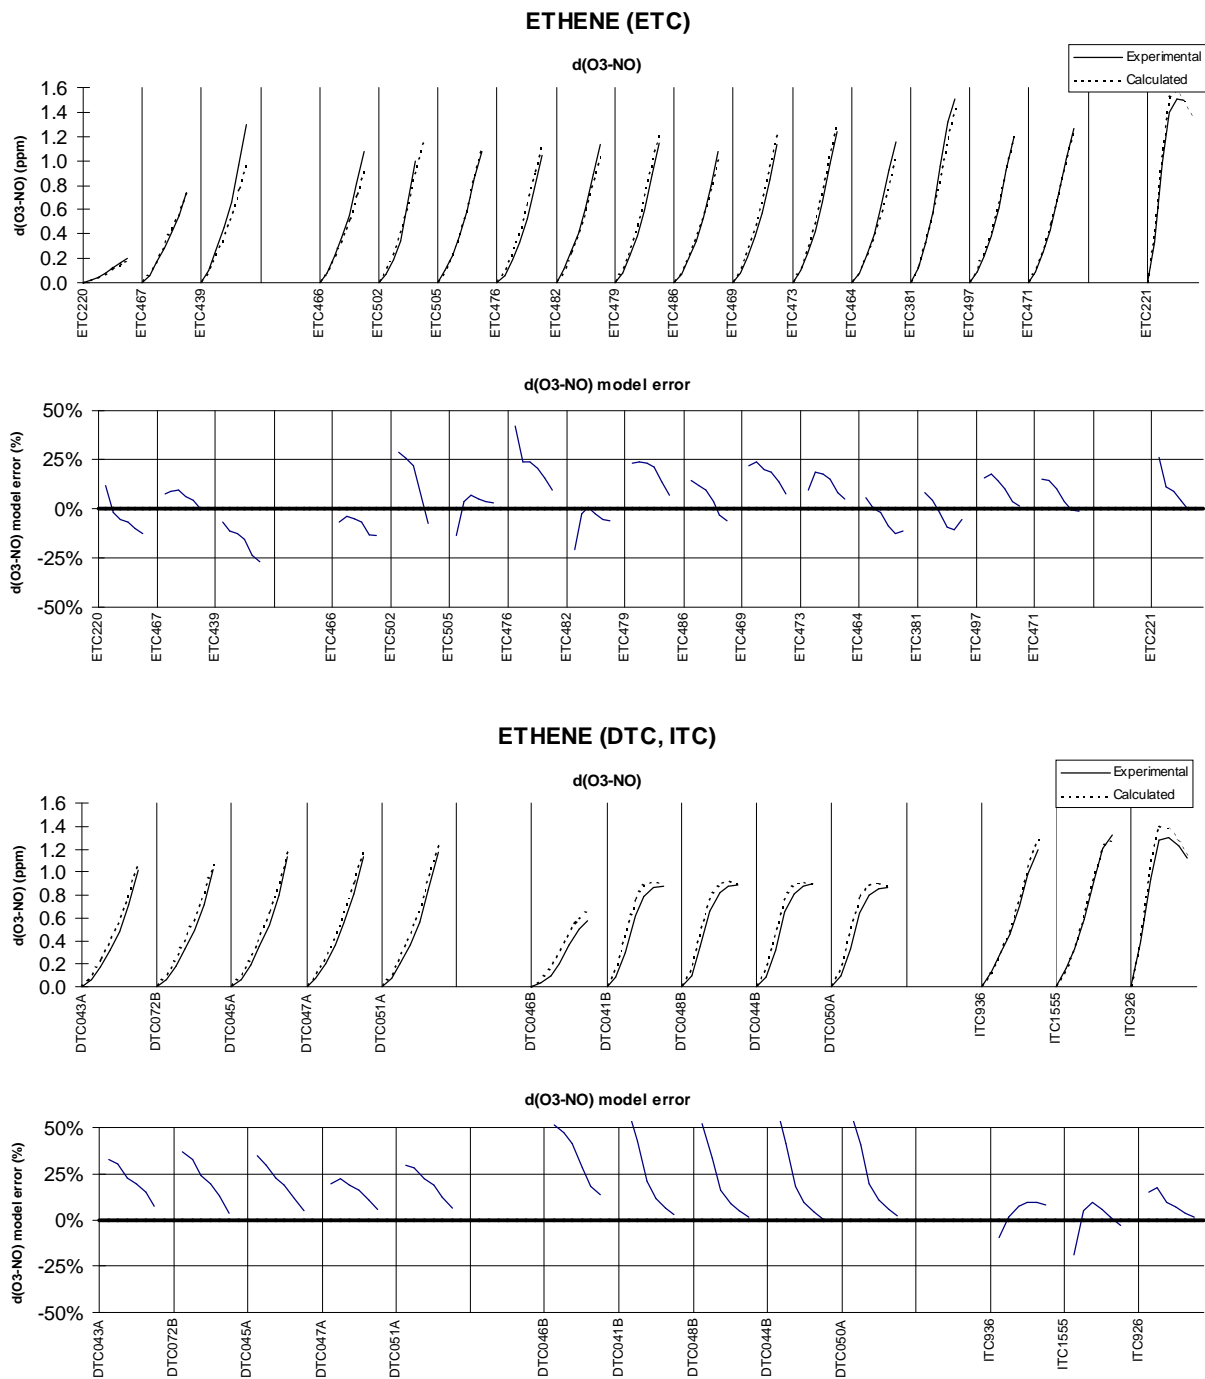 ETHENE (ETC)
d(O3-NO)
Experimental
Calculated
d(O3-NO) (ppm)
1.6
1.4
1.2
1.0
0.8
0.6
0.4
0.2
0.0
ETC220
ETC467
ETC439
ETC466
ETC502
ETC505
ETC476
ETC482
ETC479
ETC486
ETC469
ETC473
ETC464
ETC381
ETC497
ETC471
ETC221
d(O3-NO) model error
d(O3-NO) model error (%)
50%
25%
0%
-25%
-50%
ETC220
ETC467
ETC439
ETC466
ETC502
ETC505
ETC476
ETC482
ETC479
ETC486
ETC469
ETC473
ETC464
ETC381
ETC497
ETC471
ETC221
ETHENE (DTC, ITC)
d(O3-NO)
Experimental
Calculated
d(O3-NO) (ppm)
1.6
1.4
1.2
1.0
0.8
0.6
0.4
0.2
0.0
DTC043A
DTC072B
DTC045A
DTC047A
DTC051A
DTC046B
DTC041B
DTC048B
DTC044B
DTC050A
ITC936
ITC1555
ITC926
d(O3-NO) model error
d(O3-NO) model error (%)
50%
25%
0%
-25%
-50%
DTC043A
DTC072B
DTC045A
DTC047A
DTC051A
DTC046B
DTC041B
DTC048B
DTC044B
DTC050A
ITC936
ITC1555
ITC926